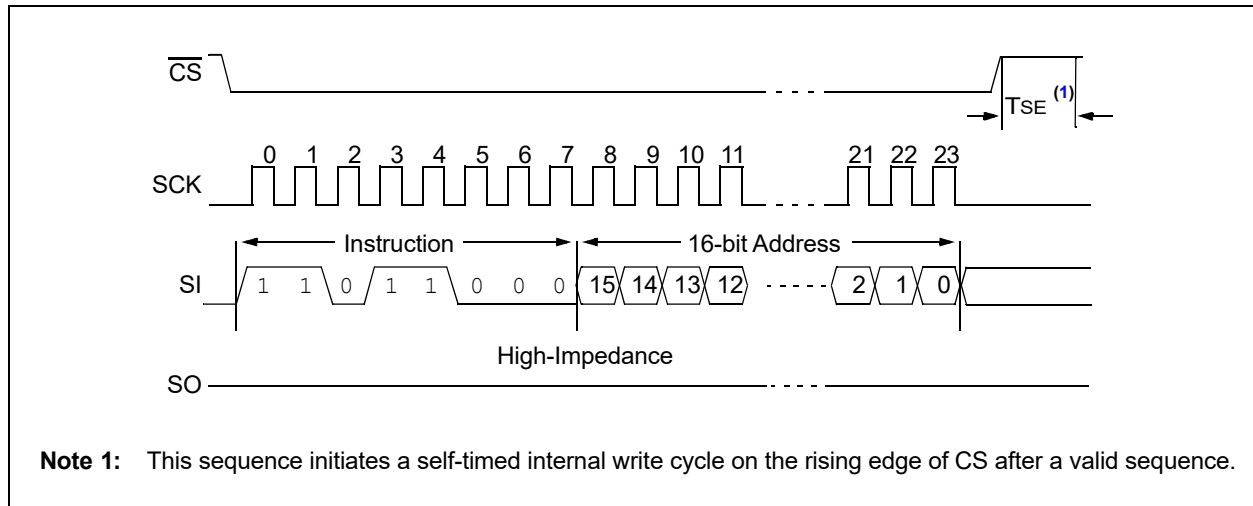 CS
TSE (1)
0 1 2 3 4 5 6 7 8 9 10 11 21 22 23
SCK
Instruction 16-bit Address
SI 1 1 0 1 1 0 0 0 15 14 13 12 2 1 0
High-Impedance
SO
Note 1: This sequence initiates a self-timed internal write cycle on the rising edge of CS after a valid sequence.